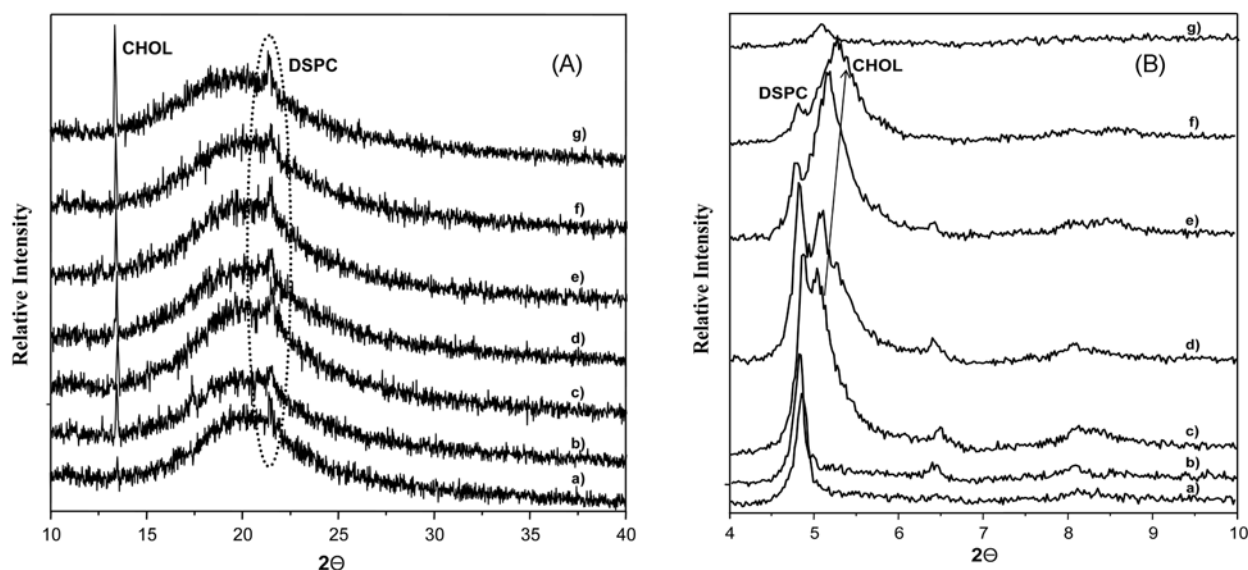 (A)
CHOL
DSPC
g)
f)
e)
d)
c)
b)
a)
Relative Intensity
10 15 20 25 30 35 40
2Θ
(B)
g)
CHOL
DSPC
f)
e)
d)
c)
b)
a)
Relative Intensity
4 5 6 7 8 9 10
2Θ